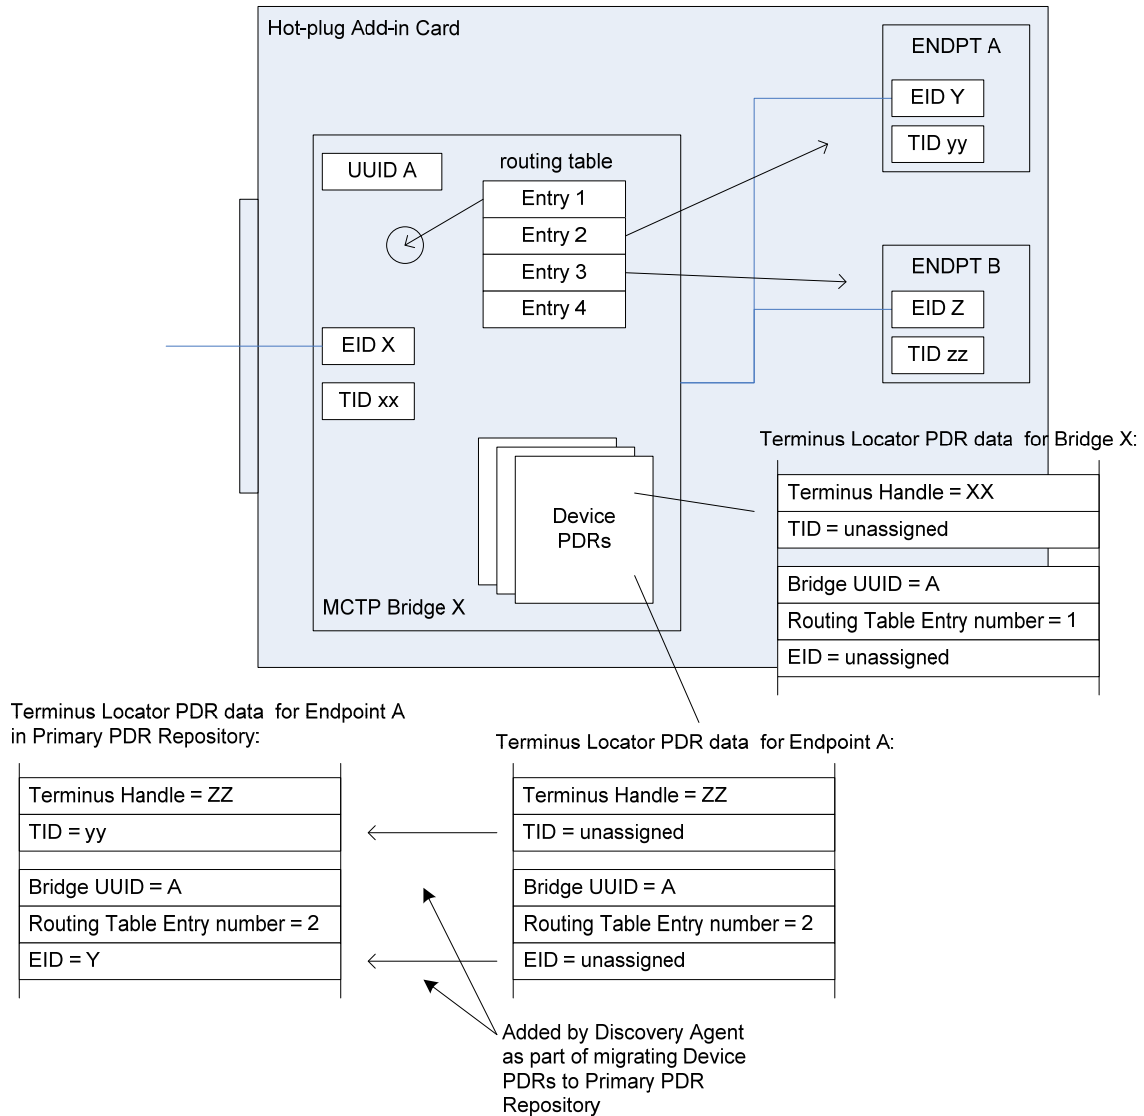 Hot-plug Add-in Card
ENDPT A
EID Y
TID yy
UUID A
routing table
Entry 1
Entry 2
Entry 3
Entry 4
ENDPT B
EID Z
TID zz
EID X
TID xx
Device
PDRs
MCTP Bridge X
Terminus Locator PDR data for Bridge X:
Terminus Handle = XX
TID = unassigned
Bridge UUID = A
Routing Table Entry number = 1
EID = unassigned
Terminus Locator PDR data for Endpoint A
in Primary PDR Repository:
Terminus Handle = ZZ
TID = yy
Bridge UUID = A
Routing Table Entry number = 2
EID = Y
Terminus Locator PDR data for Endpoint A:
Terminus Handle = ZZ
TID = unassigned
Bridge UUID = A
Routing Table Entry number = 2
EID = unassigned
Added by Discovery Agent
as part of migrating Device
PDRs to Primary PDR
Repository